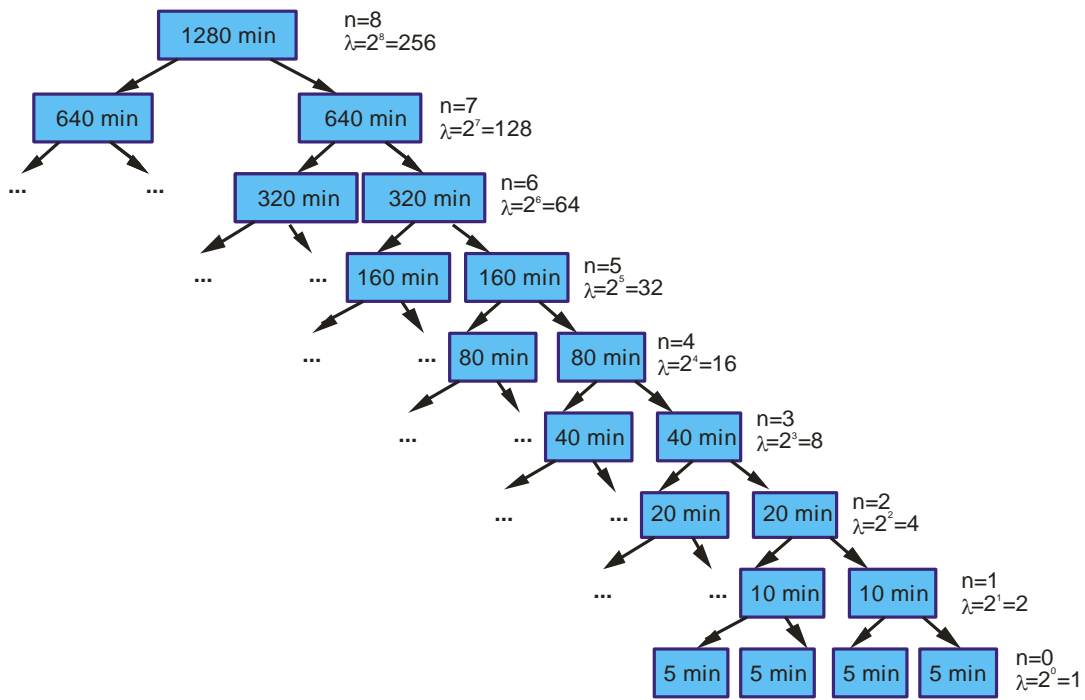 1280 min
n=8
λ=2⁸=256
640 min 640 min
n=7
λ=2⁷=128
... ...
320 min 320 min
n=6
λ=2⁶=64
... ...
160 min 160 min
n=5
λ=2⁵=32
... ...
80 min 80 min
n=4
λ=2⁴=16
... ...
40 min 40 min
n=3
λ=2³=8
... ...
20 min 20 min
n=2
λ=2²=4
... ...
10 min 10 min
n=1
λ=2¹=2
5 min 5 min 5 min 5 min
n=0
λ=2⁰=1